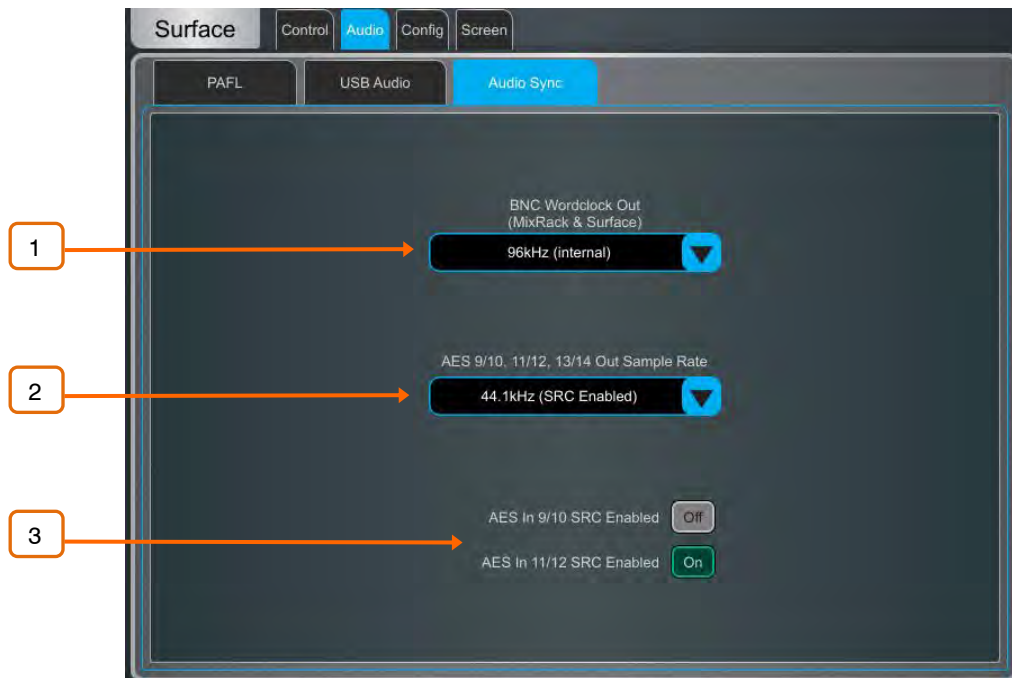 Surface Control Audio Config Screen
PAFL USB Audio Audio Sync
BNC Wordclock Out
(MixRack & Surface)
1 96kHz (internal)
AES 9/10, 11/12, 13/14 Out Sample Rate
2 44.1kHz (SRC Enabled)
AES In 9/10 SRC Enabled Off
3
AES In 11/12 SRC Enabled On